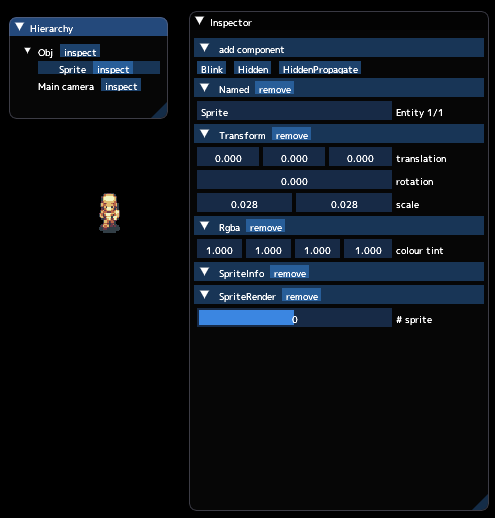 Hierarchy
Obj inspect
Sprite inspect
Main camera inspect
Inspector
add component
Blink Hidden HiddenPropagate
Named remove
Sprite Entity 1/1
Transform remove
0.000 0.000 0.000 translation
0.000 rotation
0.028 0.028 scale
Rgba remove
1.000 1.000 1.000 1.000 colour tint
SpriteInfo remove
SpriteRender remove
0 # sprite